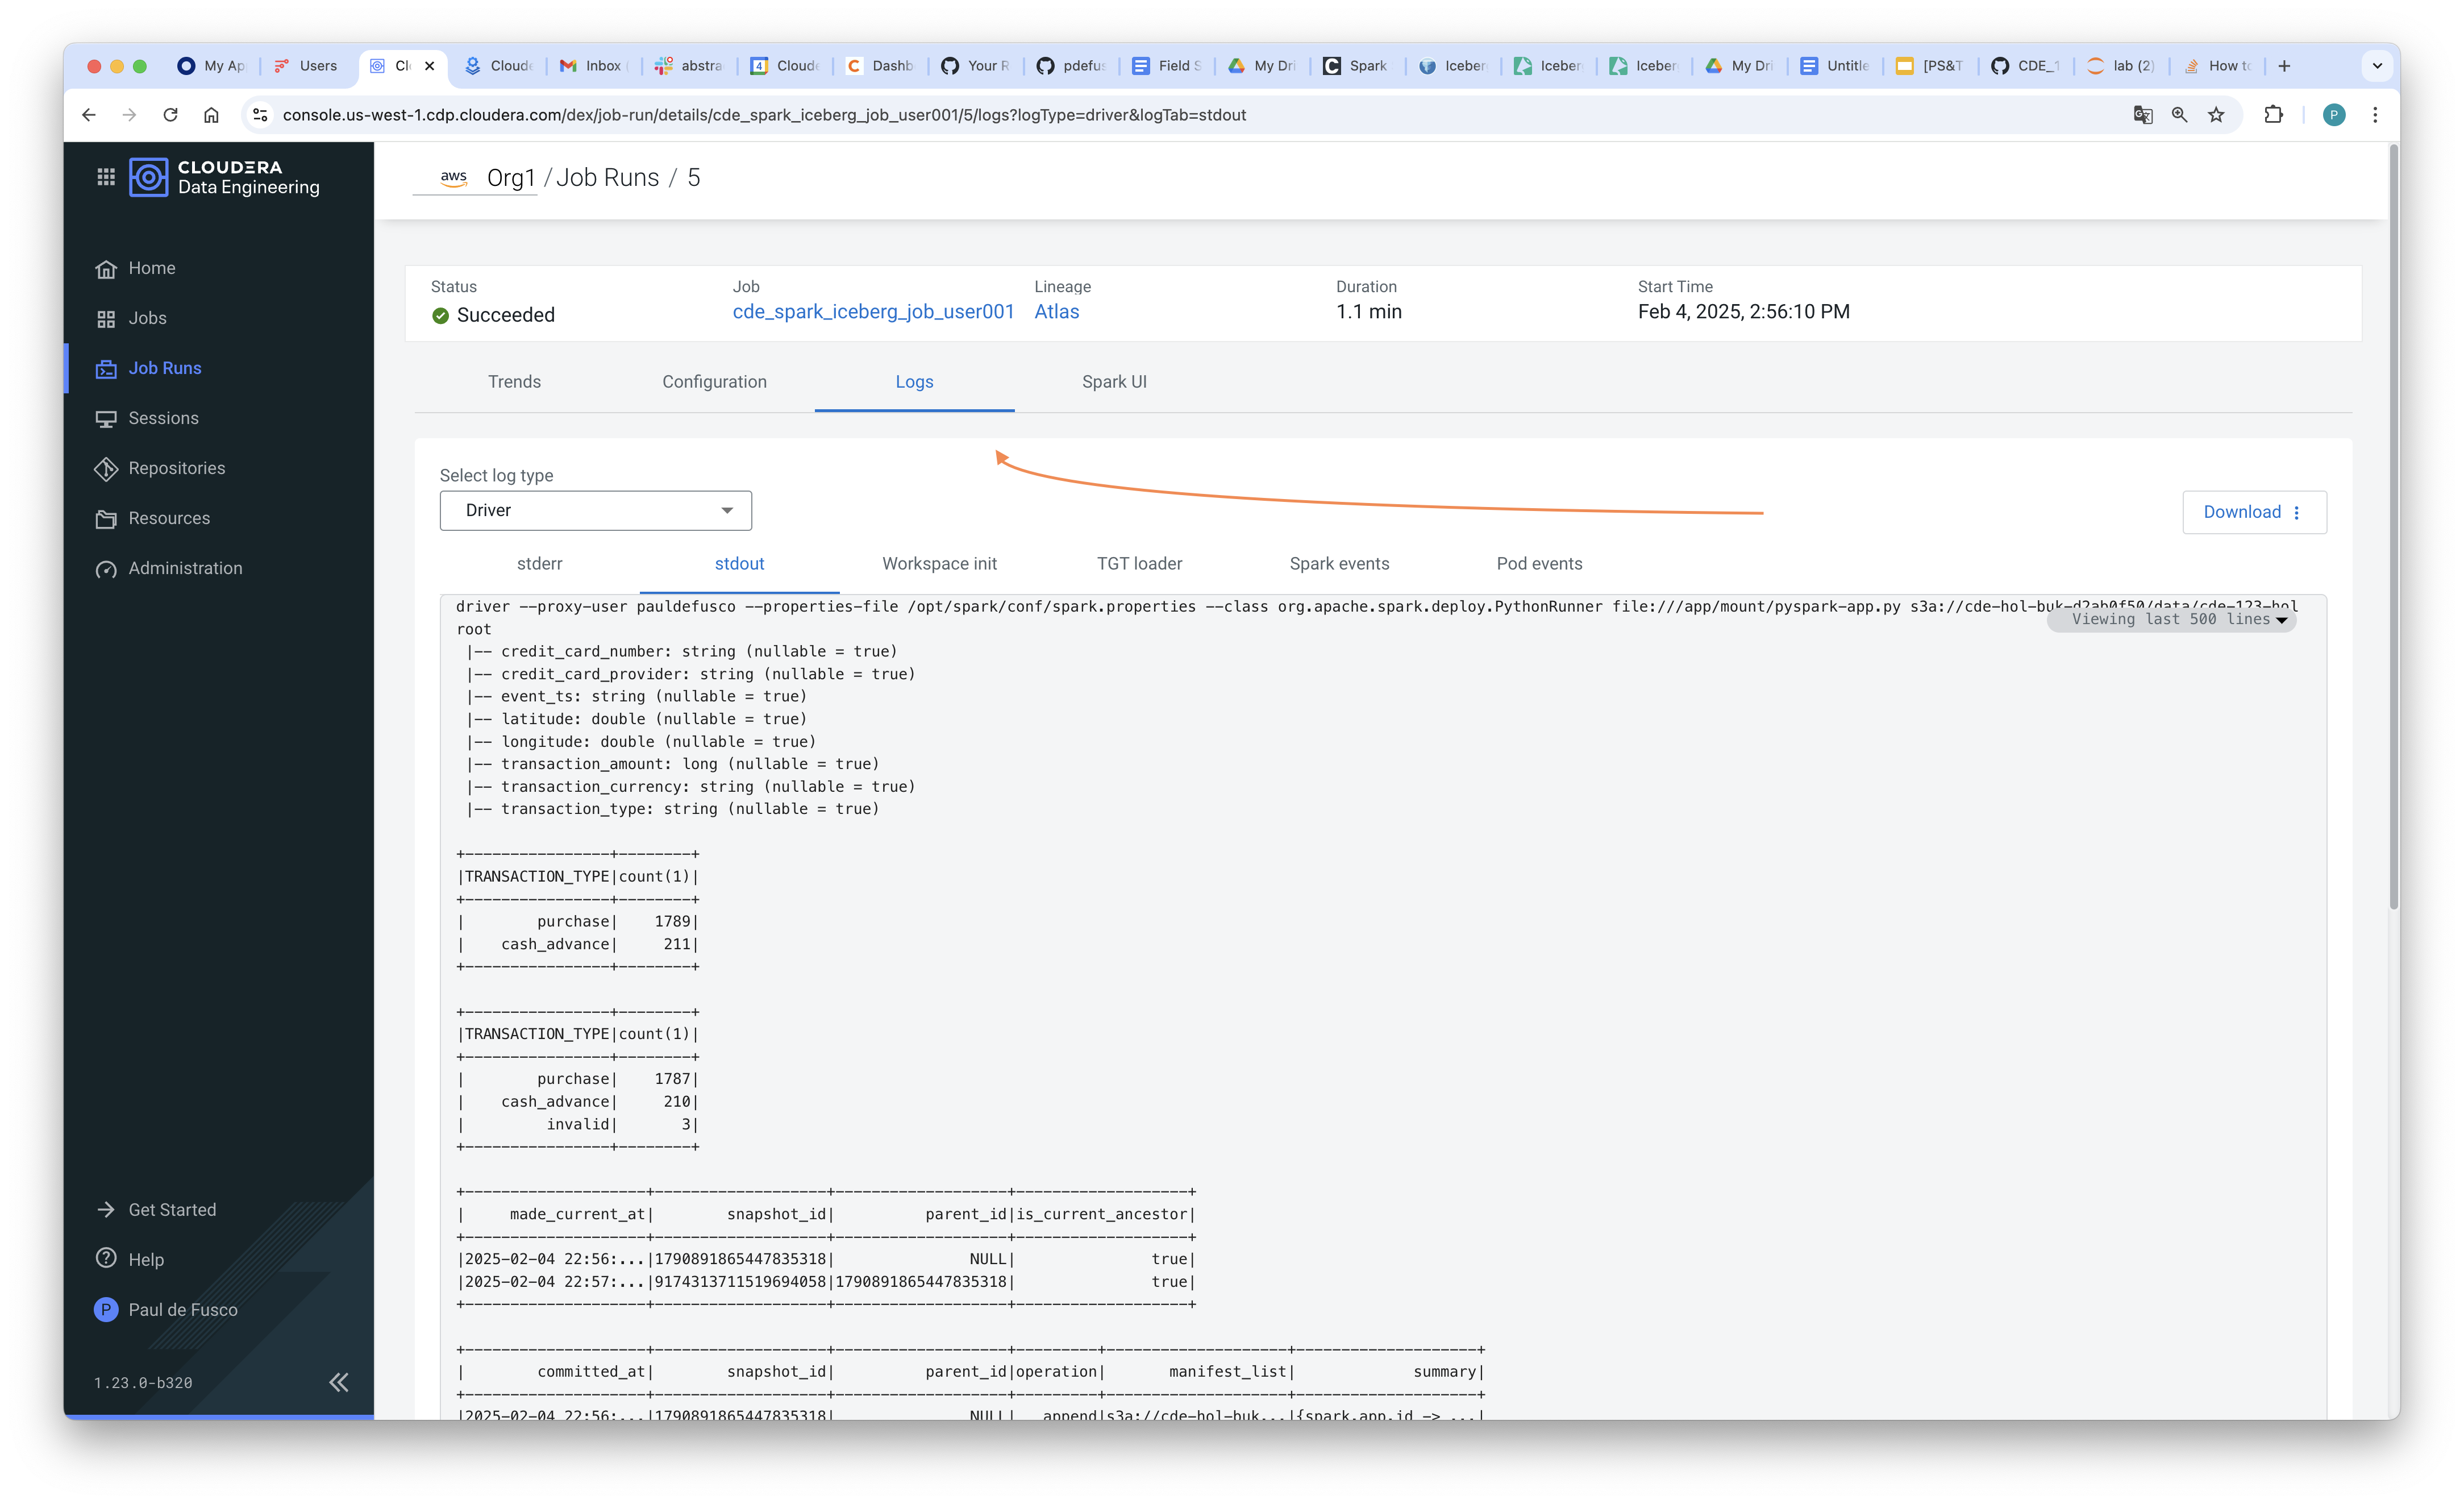 My Ap
Users
Cl
Cloude
Inbox
abstra
4
Cloude
Dashb
Your R
pdefus
Field S
My Dri
Spark
Iceber
Iceber
Iceber
My Dri
Untitle
[PS&T
CDE_1
lab (2)
How to
console.us-west-1.cdp.cloudera.com/dex/job-run/details/cde_spark_iceberg_job_user001/5/logs?logType=driver&logTab=stdout
P
CLOUDERA
Data Engineering
Home
Jobs
Job Runs
Sessions
Repositories
Resources
Administration
Get Started
Help
P Paul de Fusco
1.23.0-b320
aws Org1 / Job Runs / 5
Status Job Lineage Duration Start Time
Succeeded cde_spark_iceberg_job_user001 Atlas 1.1 min Feb 4, 2025, 2:56:10 PM
Trends Configuration Logs Spark UI
Select log type
Driver
Download
stderr stdout Workspace init TGT loader Spark events Pod events
driver --proxy-user pauldefusco --properties-file /opt/spark/conf/spark.properties --class org.apache.spark.deploy.PythonRunner file:///app/mount/pyspark-app.py s3a://cde-hol-buk-d2ab0f50/data/cde-123-hol
Viewing last 500 lines
root
 |-- credit_card_number: string (nullable = true)
 |-- credit_card_provider: string (nullable = true)
 |-- event_ts: string (nullable = true)
 |-- latitude: double (nullable = true)
 |-- longitude: double (nullable = true)
 |-- transaction_amount: long (nullable = true)
 |-- transaction_currency: string (nullable = true)
 |-- transaction_type: string (nullable = true)
+----------------+--------+
|TRANSACTION_TYPE|count(1)|
+----------------+--------+
|        purchase|    1789|
|    cash_advance|     211|
+----------------+--------+
+----------------+--------+
|TRANSACTION_TYPE|count(1)|
+----------------+--------+
|        purchase|    1787|
|    cash_advance|     210|
|         invalid|       3|
+----------------+--------+
+--------------------+-------------------+-------------------+-------------------+
|     made_current_at|        snapshot_id|          parent_id|is_current_ancestor|
+--------------------+-------------------+-------------------+-------------------+
|2025-02-04 22:56:...|1790891865447835318|               NULL|               true|
|2025-02-04 22:57:...|9174313711519694058|1790891865447835318|               true|
+--------------------+-------------------+-------------------+-------------------+
+--------------------+-------------------+-------------------+---------+--------------------+--------------------+
|        committed_at|        snapshot_id|          parent_id|operation|       manifest_list|             summary|
+--------------------+-------------------+-------------------+---------+--------------------+--------------------+
|2025-02-04 22:56:...|1790891865447835318|               NULL|   append|s3a://cde-hol-buk...|{spark.app.id -> ...|